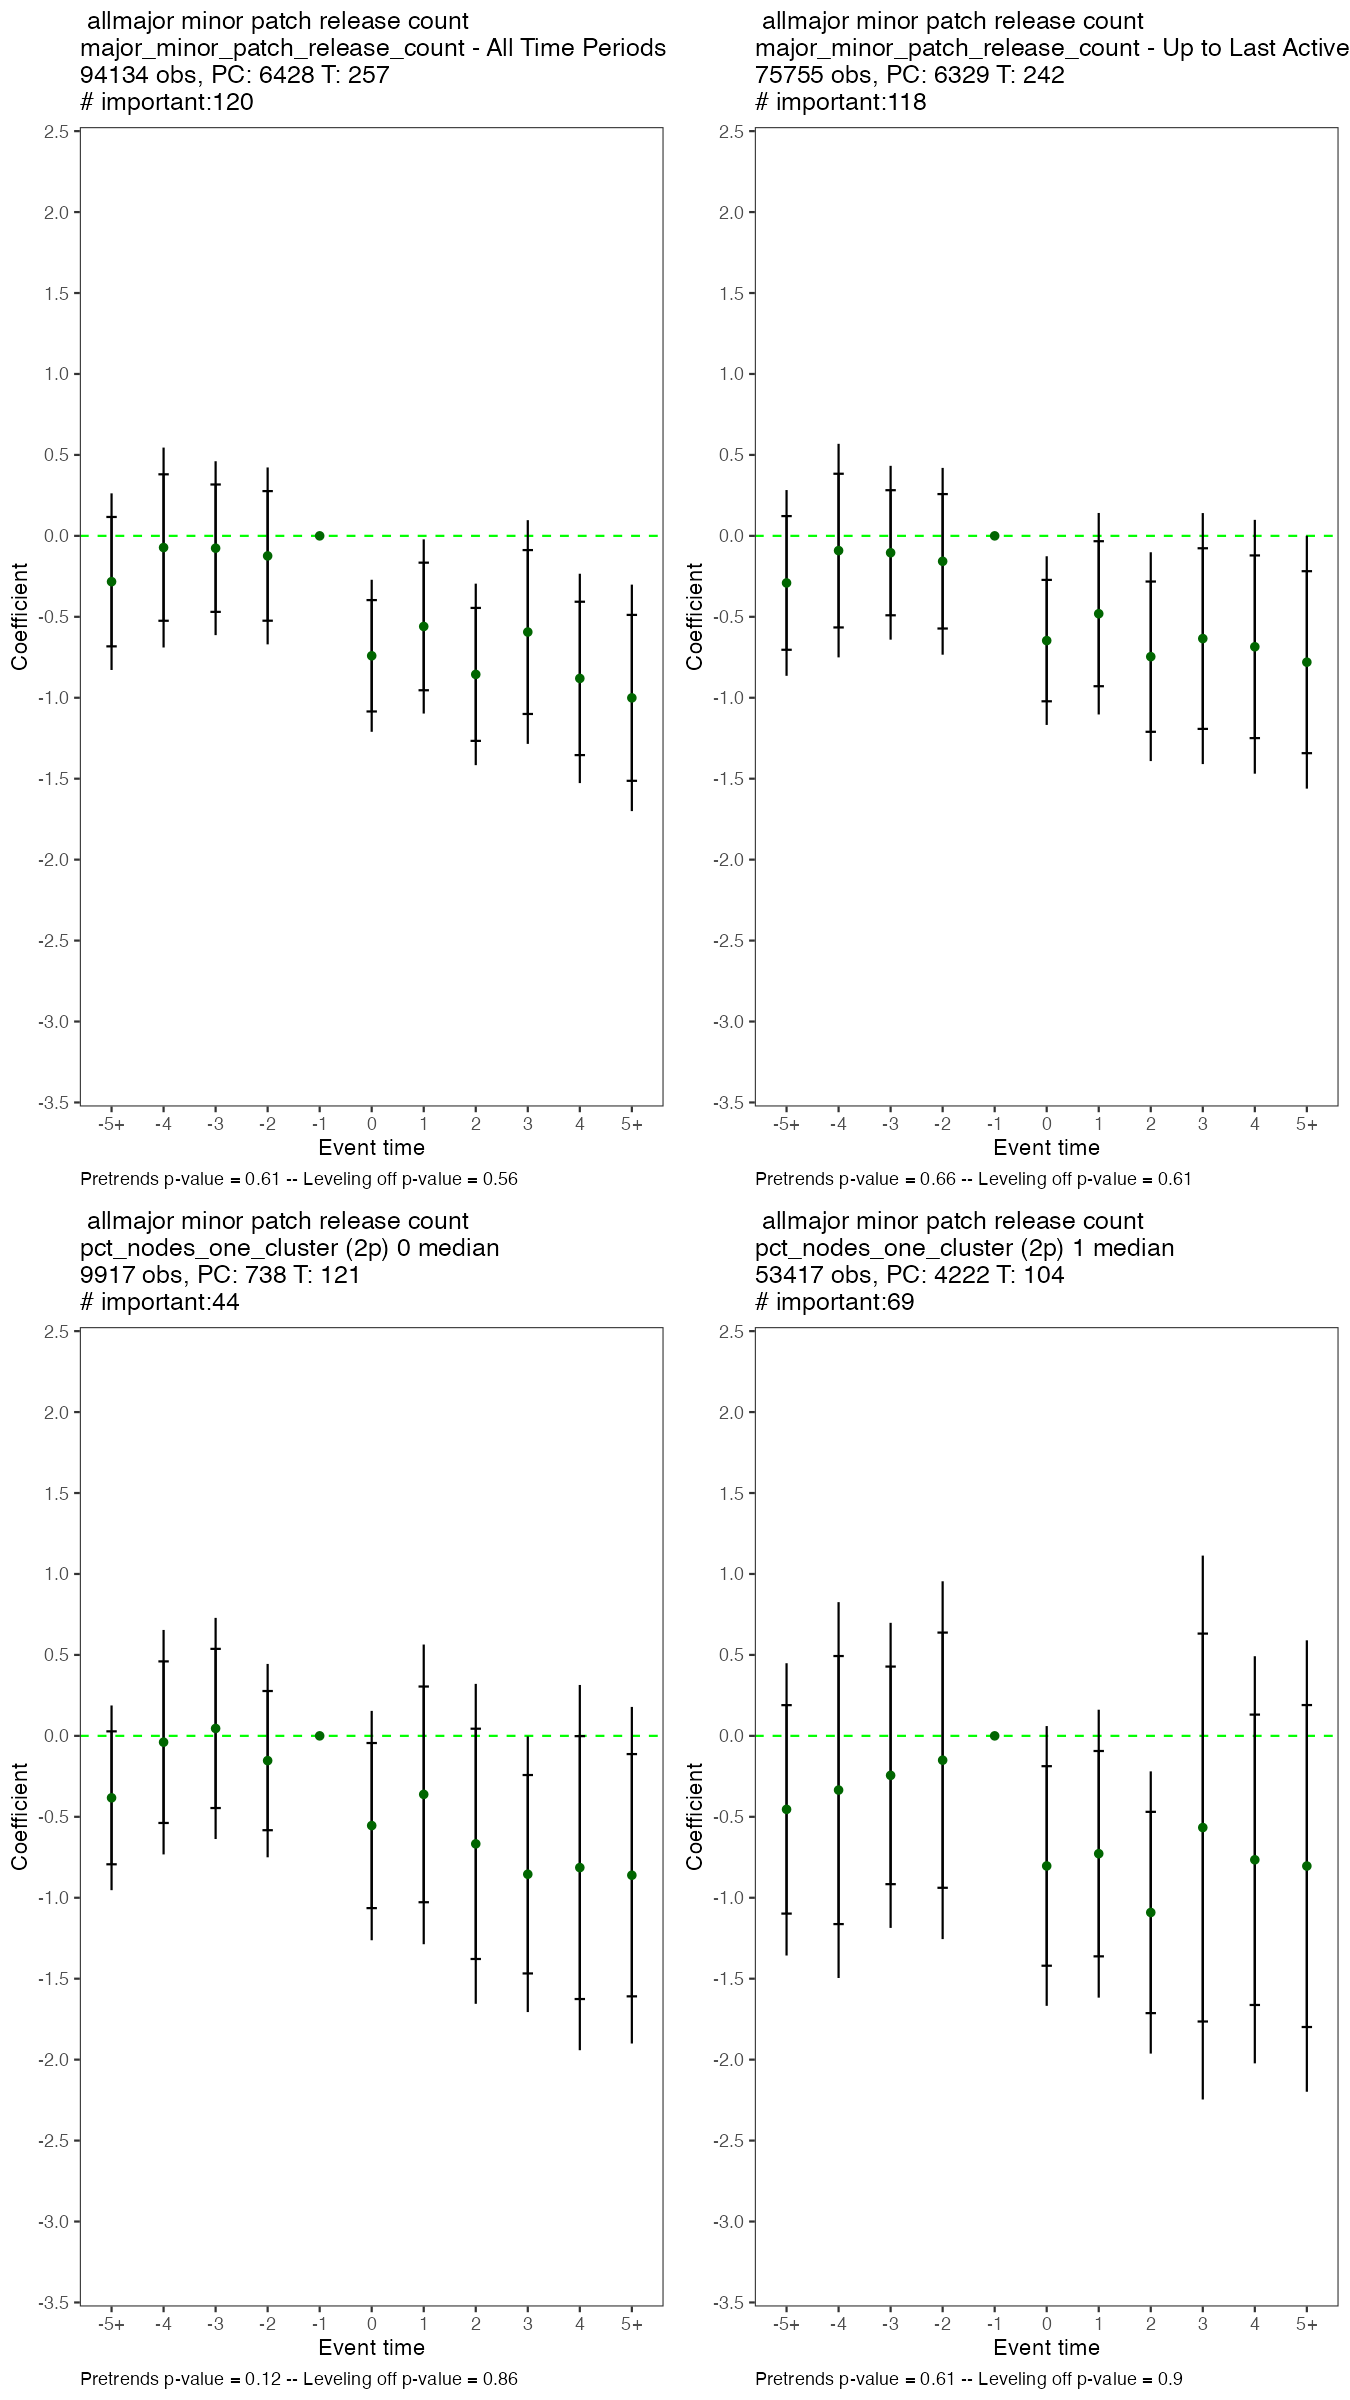 allmajor minor patch release count
major_minor_patch_release_count - All Time Periods
94134 obs, PC: 6428 T: 257
# important:120
2.5
2.0
1.5
1.0
0.5
0.0
-0.5
-1.0
-1.5
-2.0
-2.5
-3.0
-3.5
Coefficient
-5+ -4 -3 -2 -1 0 1 2 3 4 5+
Event time
Pretrends p-value = 0.61 -- Leveling off p-value = 0.56
allmajor minor patch release count
major_minor_patch_release_count - Up to Last Active
75755 obs, PC: 6329 T: 242
# important:118
2.5
2.0
1.5
1.0
0.5
0.0
-0.5
-1.0
-1.5
-2.0
-2.5
-3.0
-3.5
Coefficient
-5+ -4 -3 -2 -1 0 1 2 3 4 5+
Event time
Pretrends p-value = 0.66 -- Leveling off p-value = 0.61
allmajor minor patch release count
pct_nodes_one_cluster (2p) 0 median
9917 obs, PC: 738 T: 121
# important:44
2.5
2.0
1.5
1.0
0.5
0.0
-0.5
-1.0
-1.5
-2.0
-2.5
-3.0
-3.5
Coefficient
-5+ -4 -3 -2 -1 0 1 2 3 4 5+
Event time
Pretrends p-value = 0.12 -- Leveling off p-value = 0.86
allmajor minor patch release count
pct_nodes_one_cluster (2p) 1 median
53417 obs, PC: 4222 T: 104
# important:69
2.5
2.0
1.5
1.0
0.5
0.0
-0.5
-1.0
-1.5
-2.0
-2.5
-3.0
-3.5
Coefficient
-5+ -4 -3 -2 -1 0 1 2 3 4 5+
Event time
Pretrends p-value = 0.61 -- Leveling off p-value = 0.9